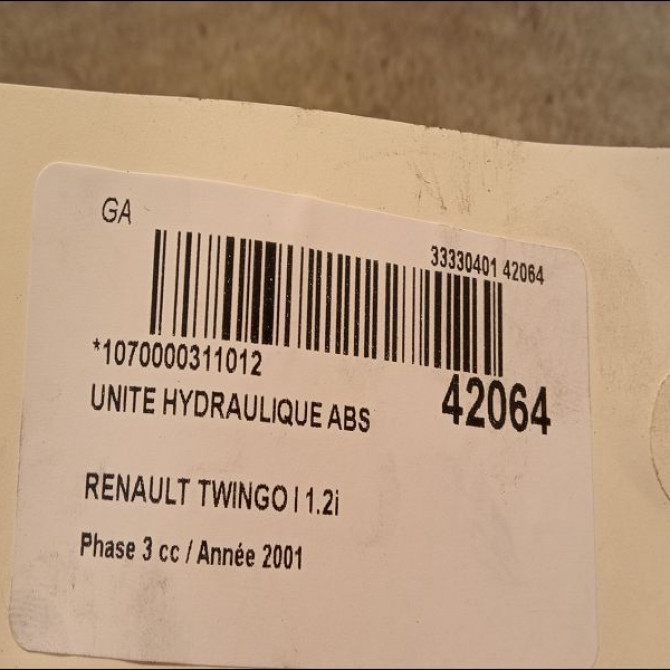 GA
33330401 42064
*1070000311012
42064
UNITE HYDRAULIQUE ABS
RENAULT TWINGO I 1.2i
Phase 3 cc / Année 2001